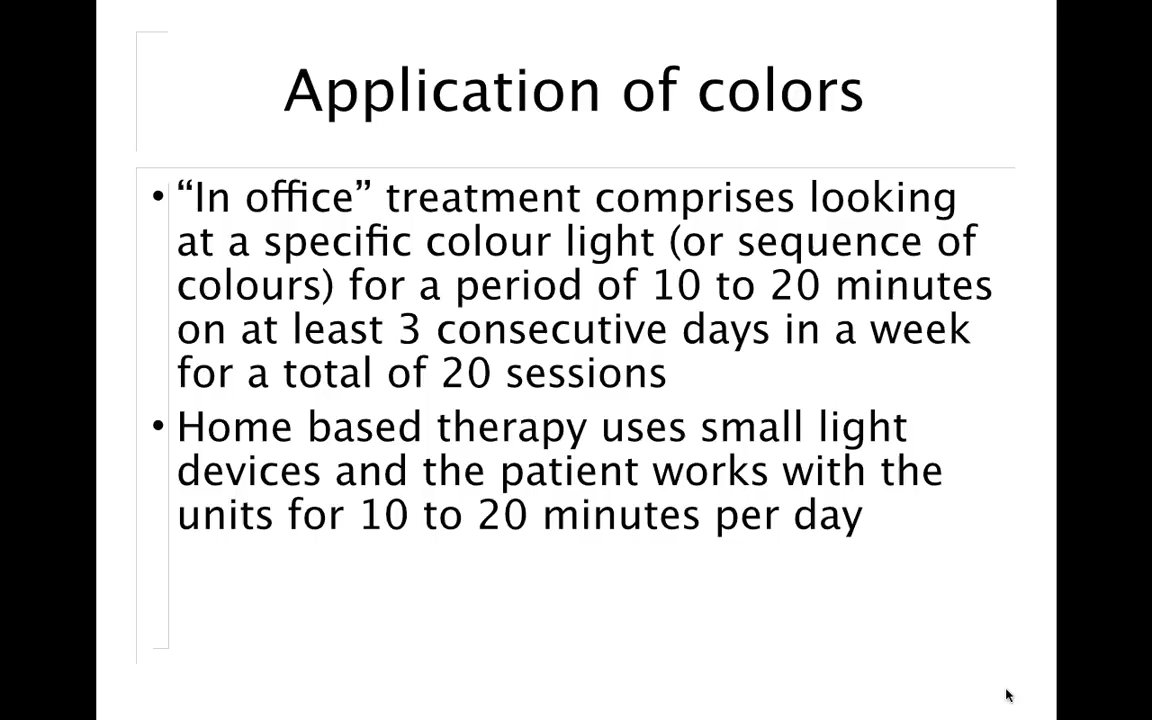 Application of colors
• “In office” treatment comprises looking
at a specific colour light (or sequence of
colours) for a period of 10 to 20 minutes
on at least 3 consecutive days in a week
for a total of 20 sessions
• Home based therapy uses small light
devices and the patient works with the
units for 10 to 20 minutes per day